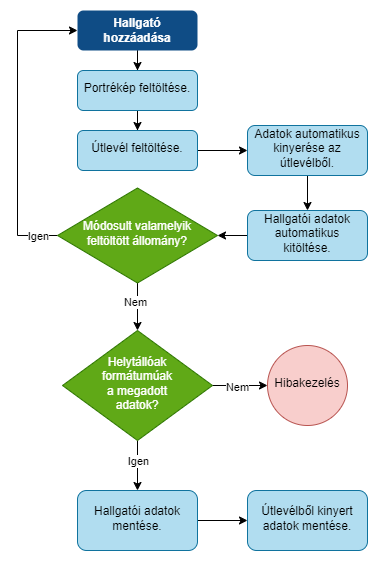 Hallgató
hozzáadása
Portrékép feltöltése.
Útlevél feltöltése.
Adatok automatikus
kinyerése az
útlevélből.
Hallgatói adatok
automatikus
kitöltése.
Módosult valamelyik
feltöltött állomány?
Igen
Nem
Helytállóak
formátumúak
a megadott
adatok?
Nem
Hibakezelés
Igen
Hallgatói adatok
mentése.
Útlevélből kinyert
adatok mentése.